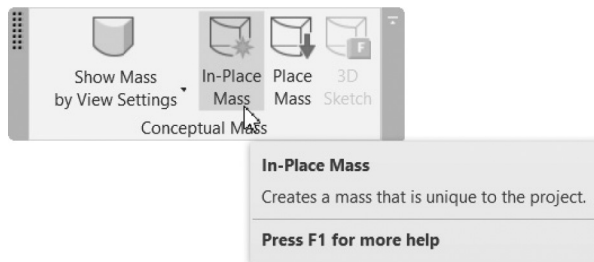 Show Mass
by View Settings
In-Place
Mass
Place
Mass
F
3D
Sketch
Conceptual Mass
In-Place Mass
Creates a mass that is unique to the project.
Press F1 for more help